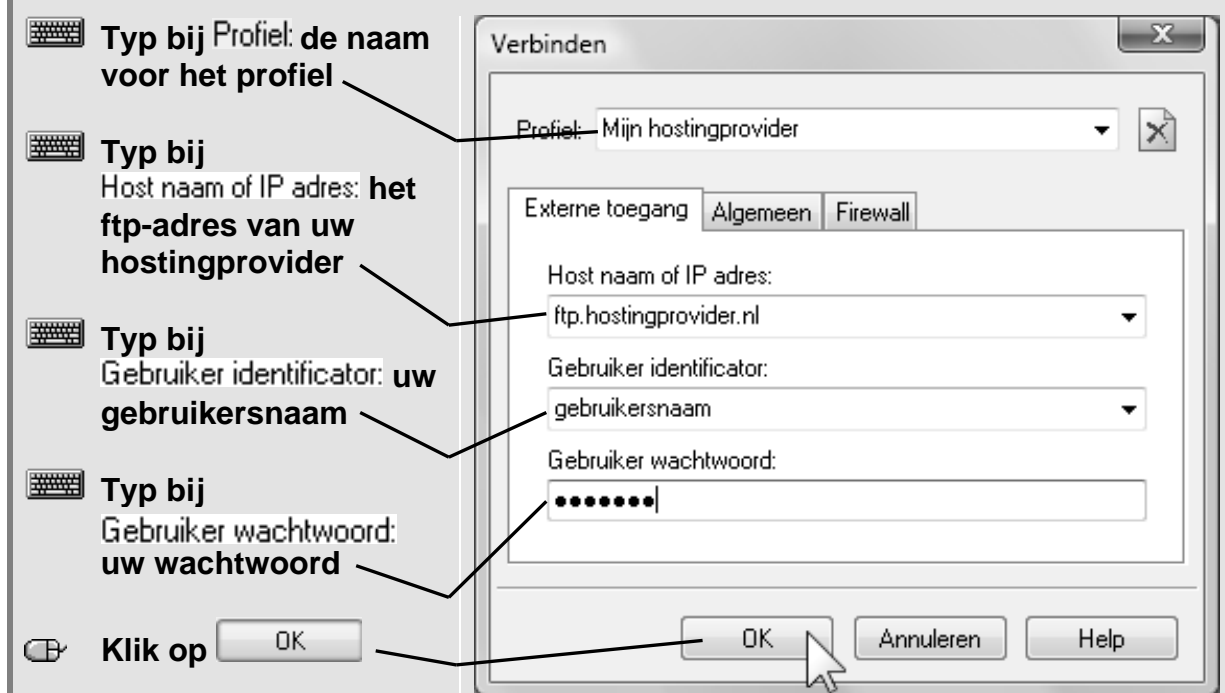 Typ bij Profiel: de naam
voor het profiel
Typ bij
Host naam of IP adres: het
ftp-adres van uw
hostingprovider
Typ bij
Gebruiker identificator: uw
gebruikersnaam
Typ bij
Gebruiker wachtwoord:
uw wachtwoord
Klik op OK
Verbinden
Profiel: Mijn hostingprovider
Externe toegang Algemeen Firewall
Host naam of IP adres:
ftp.hostingprovider.nl
Gebruiker identificator:
gebruikersnaam
Gebruiker wachtwoord:
●●●●●●●
OK Annuleren Help